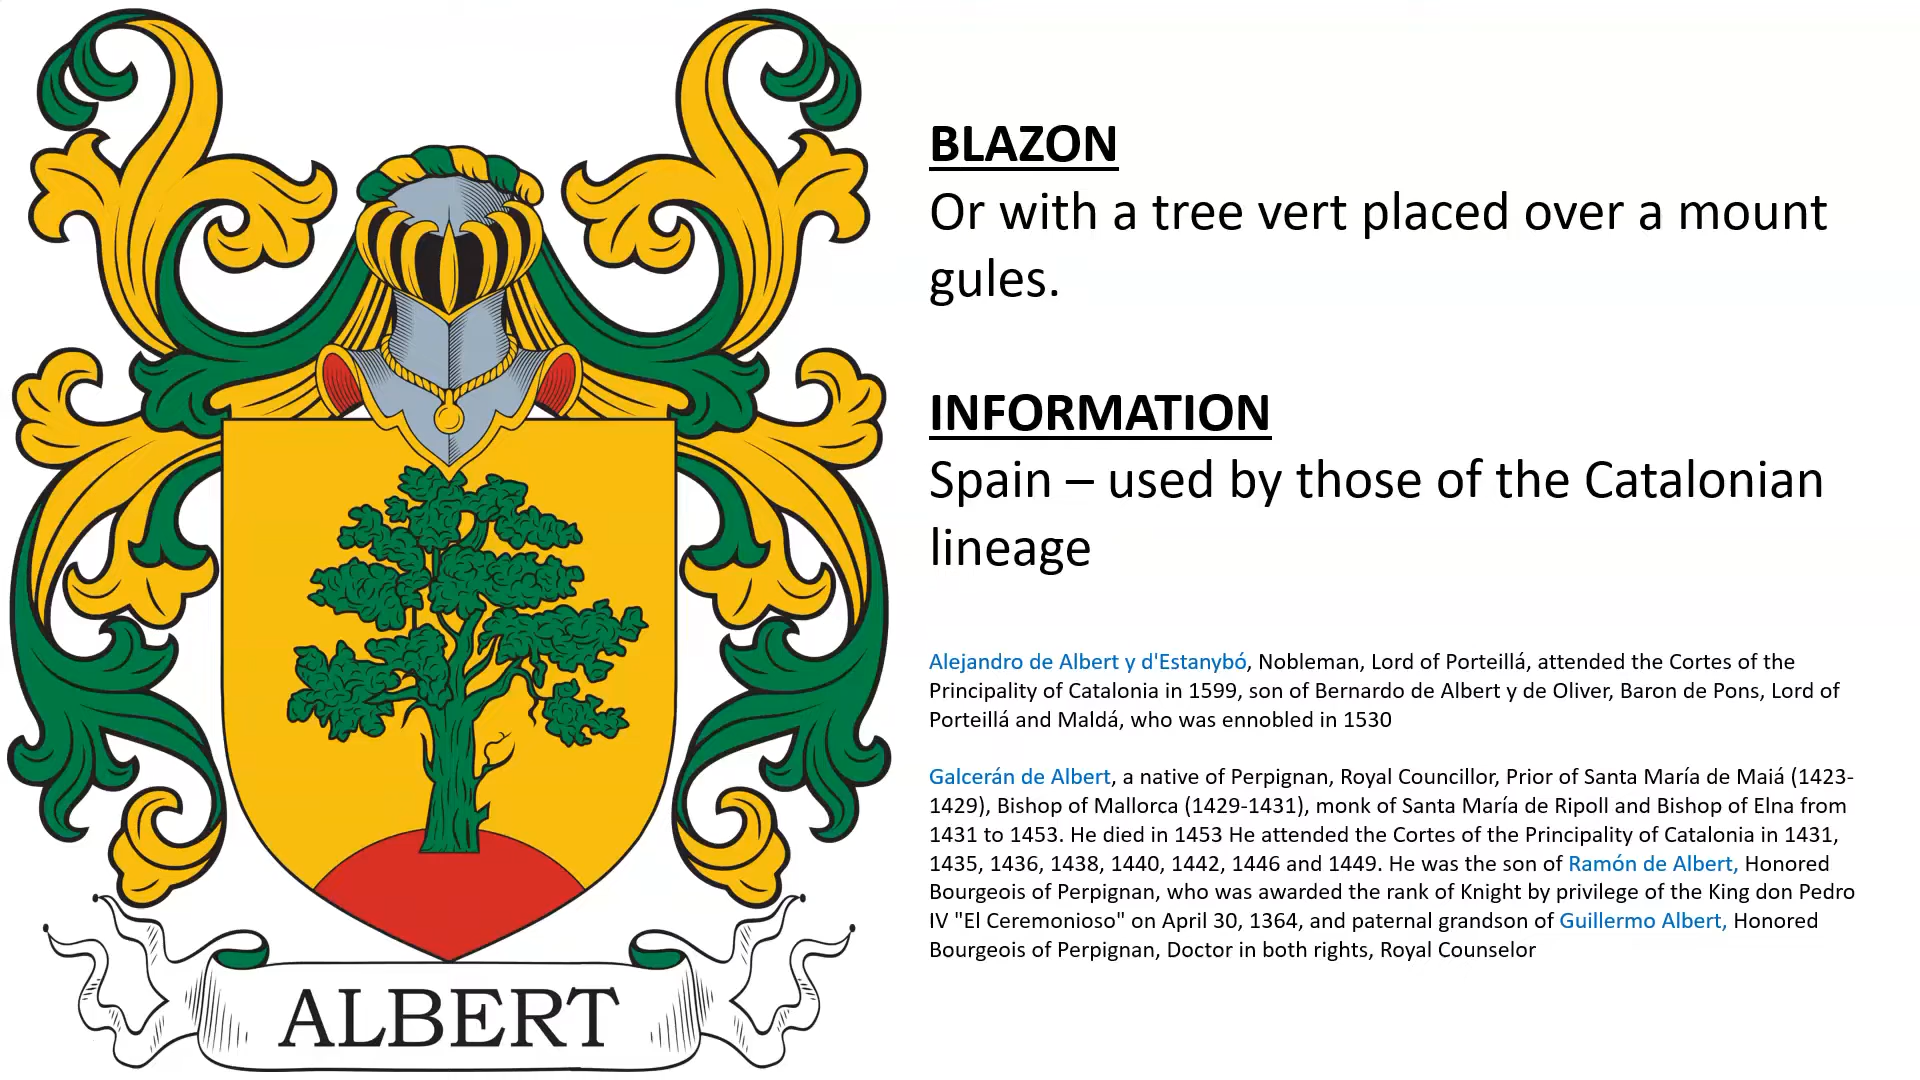 BLAZON
Or with a tree vert placed over a mount
gules.
INFORMATION
Spain – used by those of the Catalonian
lineage
Alejandro de Albert y d'Estanybó, Nobleman, Lord of Porteillá, attended the Cortes of the
Principality of Catalonia in 1599, son of Bernardo de Albert y de Oliver, Baron de Pons, Lord of
Porteillá and Maldá, who was ennobled in 1530
Galcerán de Albert, a native of Perpignan, Royal Councillor, Prior of Santa María de Maiá (1423-
1429), Bishop of Mallorca (1429-1431), monk of Santa María de Ripoll and Bishop of Elna from
1431 to 1453. He died in 1453 He attended the Cortes of the Principality of Catalonia in 1431,
1435, 1436, 1438, 1440, 1442, 1446 and 1449. He was the son of Ramón de Albert, Honored
Bourgeois of Perpignan, who was awarded the rank of Knight by privilege of the King don Pedro
IV "El Ceremonioso" on April 30, 1364, and paternal grandson of Guillermo Albert, Honored
Bourgeois of Perpignan, Doctor in both rights, Royal Counselor
ALBERT